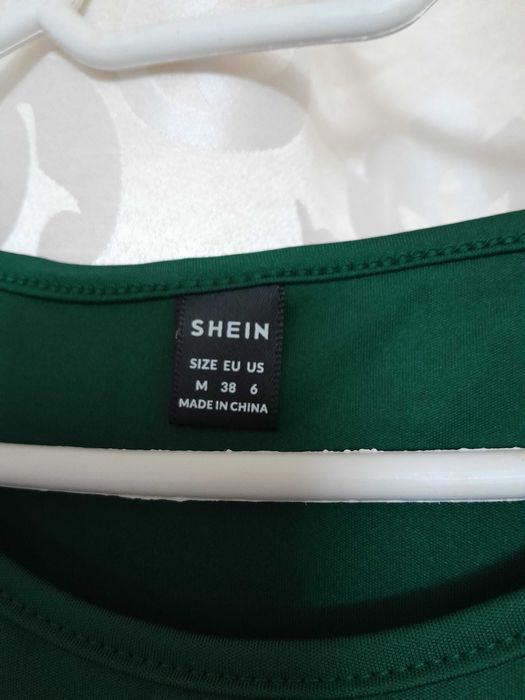 SHEIN
SIZE EU US
M 38 6
MADE IN CHINA